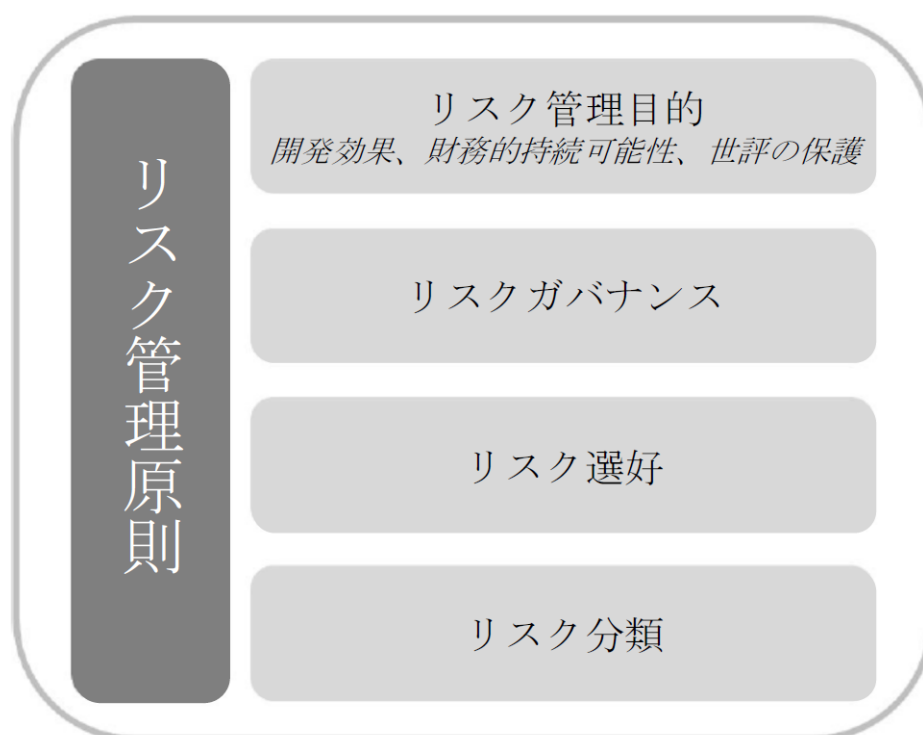 リスク管理原則
リスク管理目的
開発効果、財務的持続可能性、世評の保護
リスクガバナンス
リスク選好
リスク分類